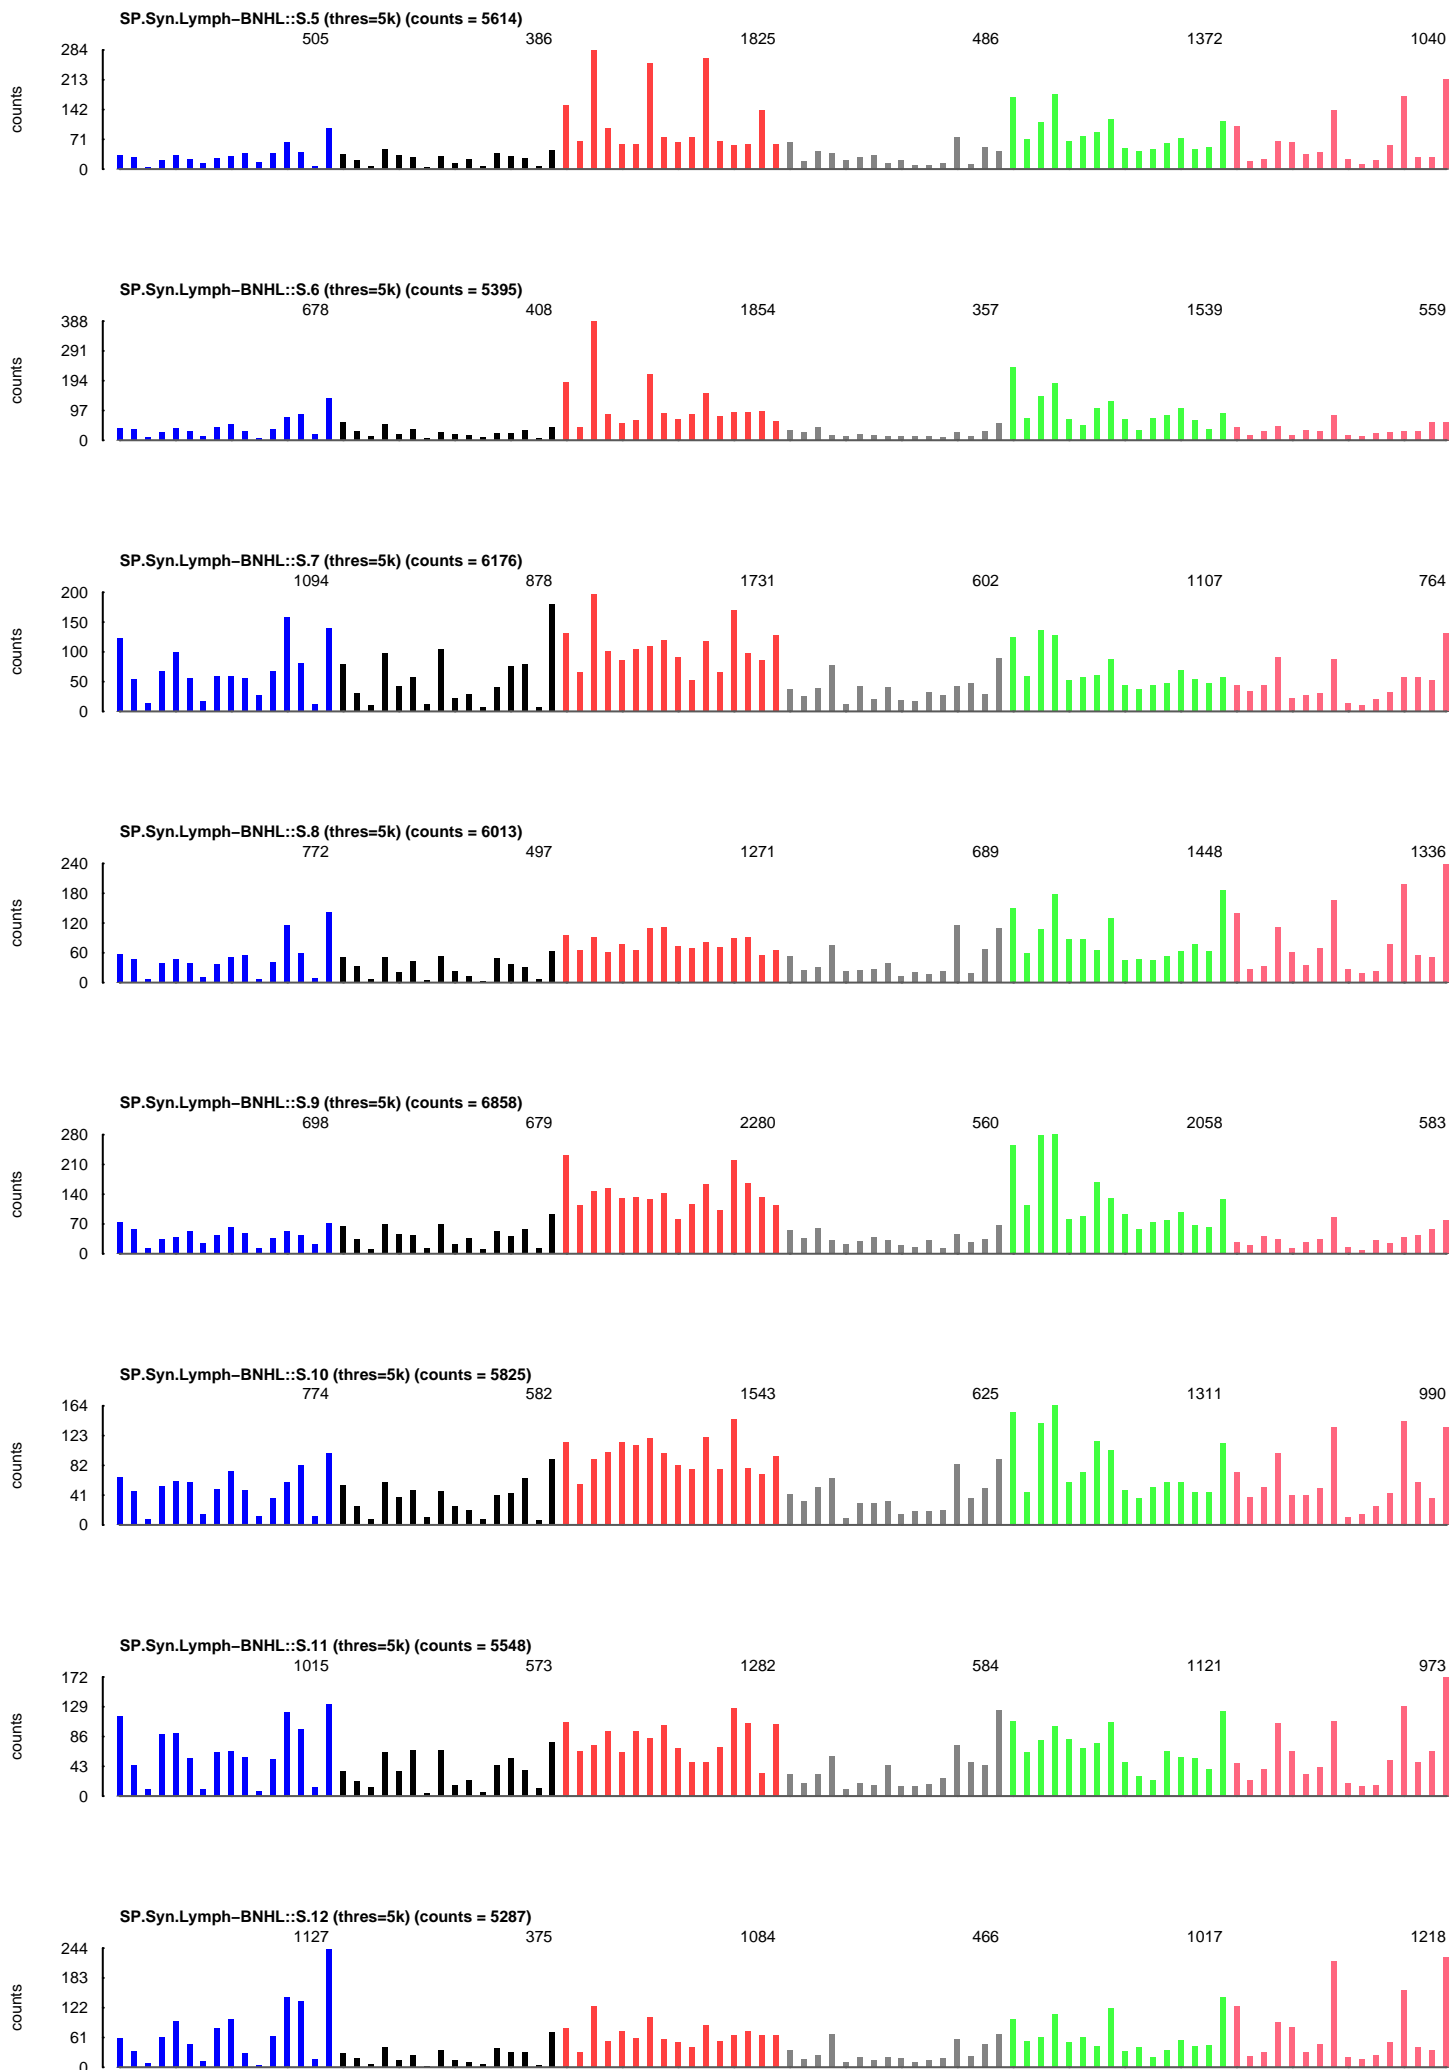 SP.Syn.Lymph−BNHL::S.5 (thres=5k) (counts = 5614)
505 386 1825 486 1372 1040
284
213
142
71
0
counts
SP.Syn.Lymph−BNHL::S.6 (thres=5k) (counts = 5395)
678 408 1854 357 1539 559
388
291
194
97
0
counts
SP.Syn.Lymph−BNHL::S.7 (thres=5k) (counts = 6176)
1094 878 1731 602 1107 764
200
150
100
50
0
counts
SP.Syn.Lymph−BNHL::S.8 (thres=5k) (counts = 6013)
772 497 1271 689 1448 1336
240
180
120
60
0
counts
SP.Syn.Lymph−BNHL::S.9 (thres=5k) (counts = 6858)
698 679 2280 560 2058 583
280
210
140
70
0
counts
SP.Syn.Lymph−BNHL::S.10 (thres=5k) (counts = 5825)
774 582 1543 625 1311 990
164
123
82
41
0
counts
SP.Syn.Lymph−BNHL::S.11 (thres=5k) (counts = 5548)
1015 573 1282 584 1121 973
172
129
86
43
0
counts
SP.Syn.Lymph−BNHL::S.12 (thres=5k) (counts = 5287)
1127 375 1084 466 1017 1218
244
183
122
61
0
counts